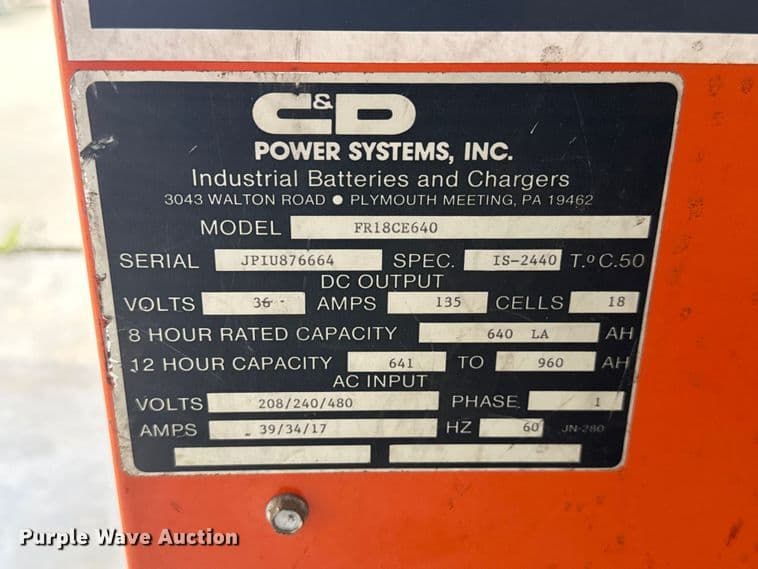 C&D
POWER SYSTEMS, INC.
Industrial Batteries and Chargers
3043 WALTON ROAD ● PLYMOUTH MEETING, PA 19462
MODEL FR18CE640
SERIAL JPIU876664 SPEC. IS-2440 T.º C.50
DC OUTPUT
VOLTS 36 AMPS 135 CELLS 18
8 HOUR RATED CAPACITY 640 LA AH
12 HOUR CAPACITY 641 TO 960 AH
AC INPUT
VOLTS 208/240/480 PHASE 1
AMPS 39/34/17 HZ 60 JN-280
Purple Wave Auction